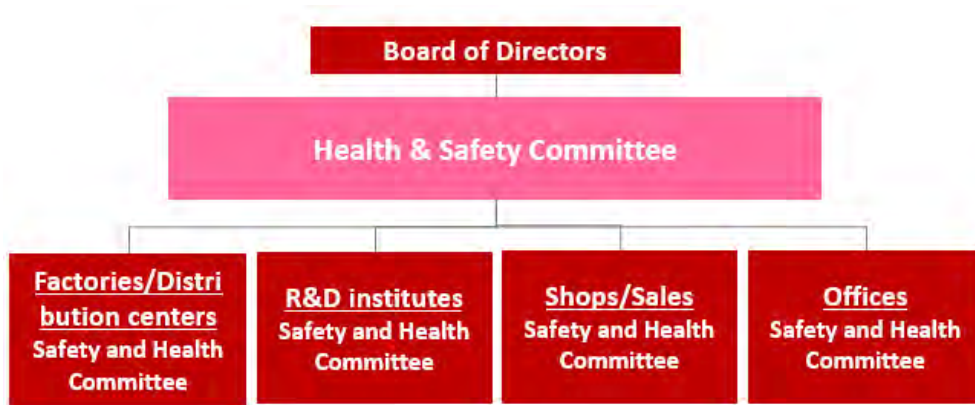 Board of Directors
Health & Safety Committee
Factories/Distri
bution centers
Safety and Health
Committee
R&D institutes
Safety and Health
Committee
Shops/Sales
Safety and Health
Committee
Offices
Safety and Health
Committee